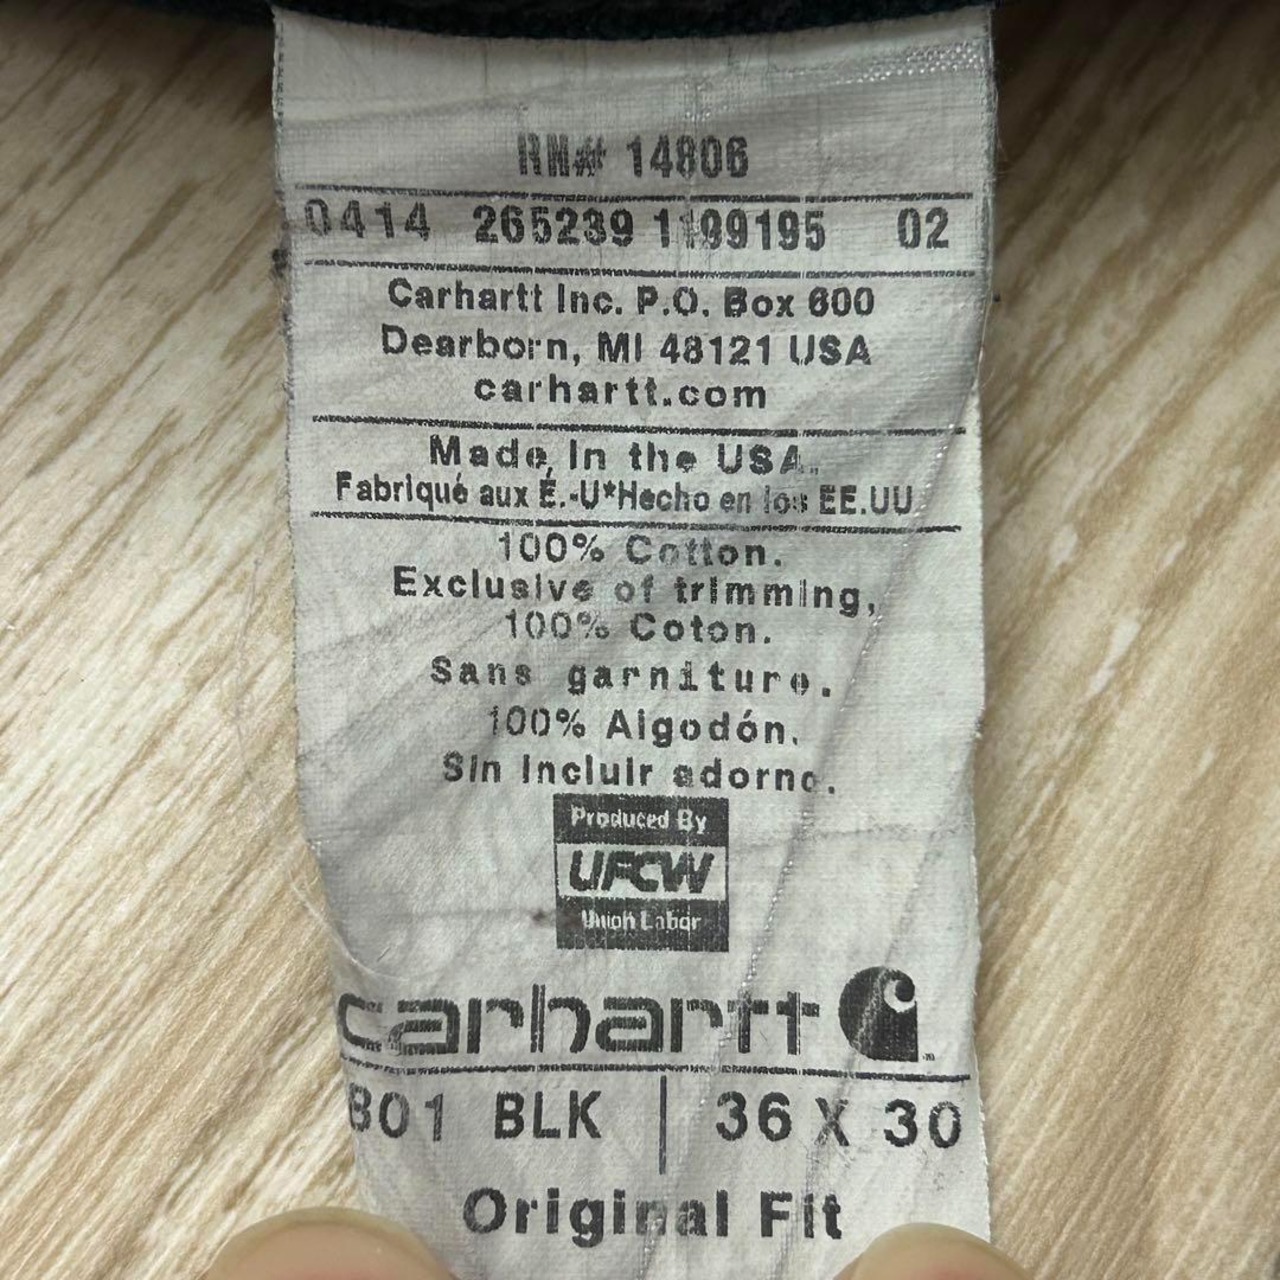 RN# 14806
0414 265239 1199195 02
Carhartt Inc. P.O. Box 600
Dearborn, MI 48121 USA
carhartt.com
Made In the USA.
Fabriqué aux É.-U*Hecho en los EE.UU
100% Cotton.
Exclusive of trimming,
100% Coton.
Sans garniture.
100% Algodón.
Sin Incluir adorno.
Produced By
UFCW
Union Labor
carhartt
B01 BLK | 36 X 30
Original Fit